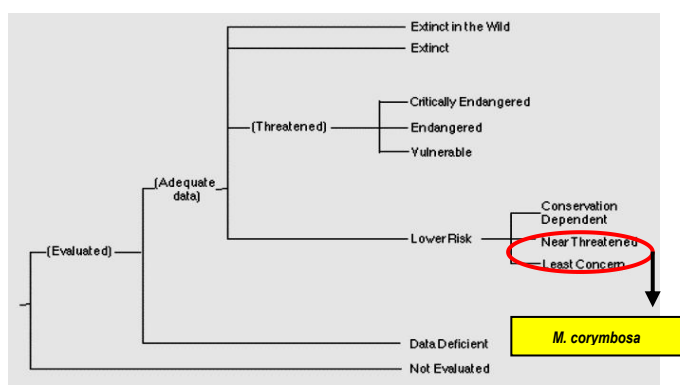 Extinct in the Wild
Extinct
Critically Endangered
(Threatened)
Endangered
Vulnerable
(Adequate
data)
Conservation
Dependent
Lower Risk
Near Threatened
Least Concern
(Evaluated)
M. corymbosa
Data Deficient
Not Evaluated